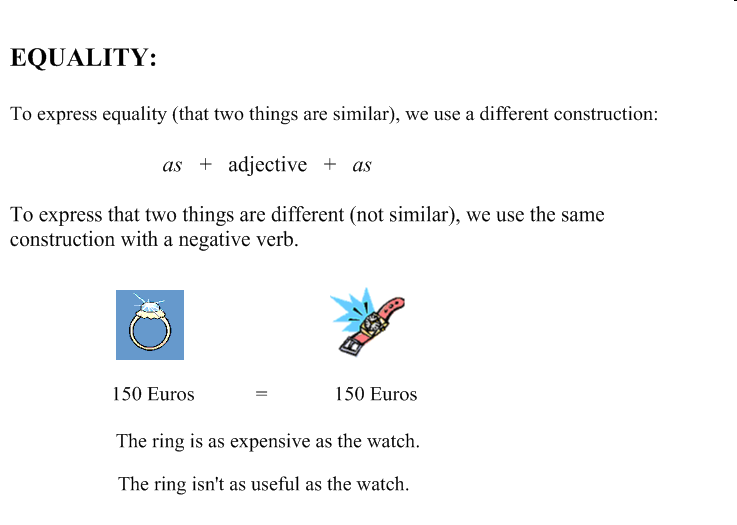 EQUALITY:
To express equality (that two things are similar), we use a different construction:
as + adjective + as
To express that two things are different (not similar), we use the same
construction with a negative verb.
150 Euros = 150 Euros
The ring is as expensive as the watch.
The ring isn't as useful as the watch.